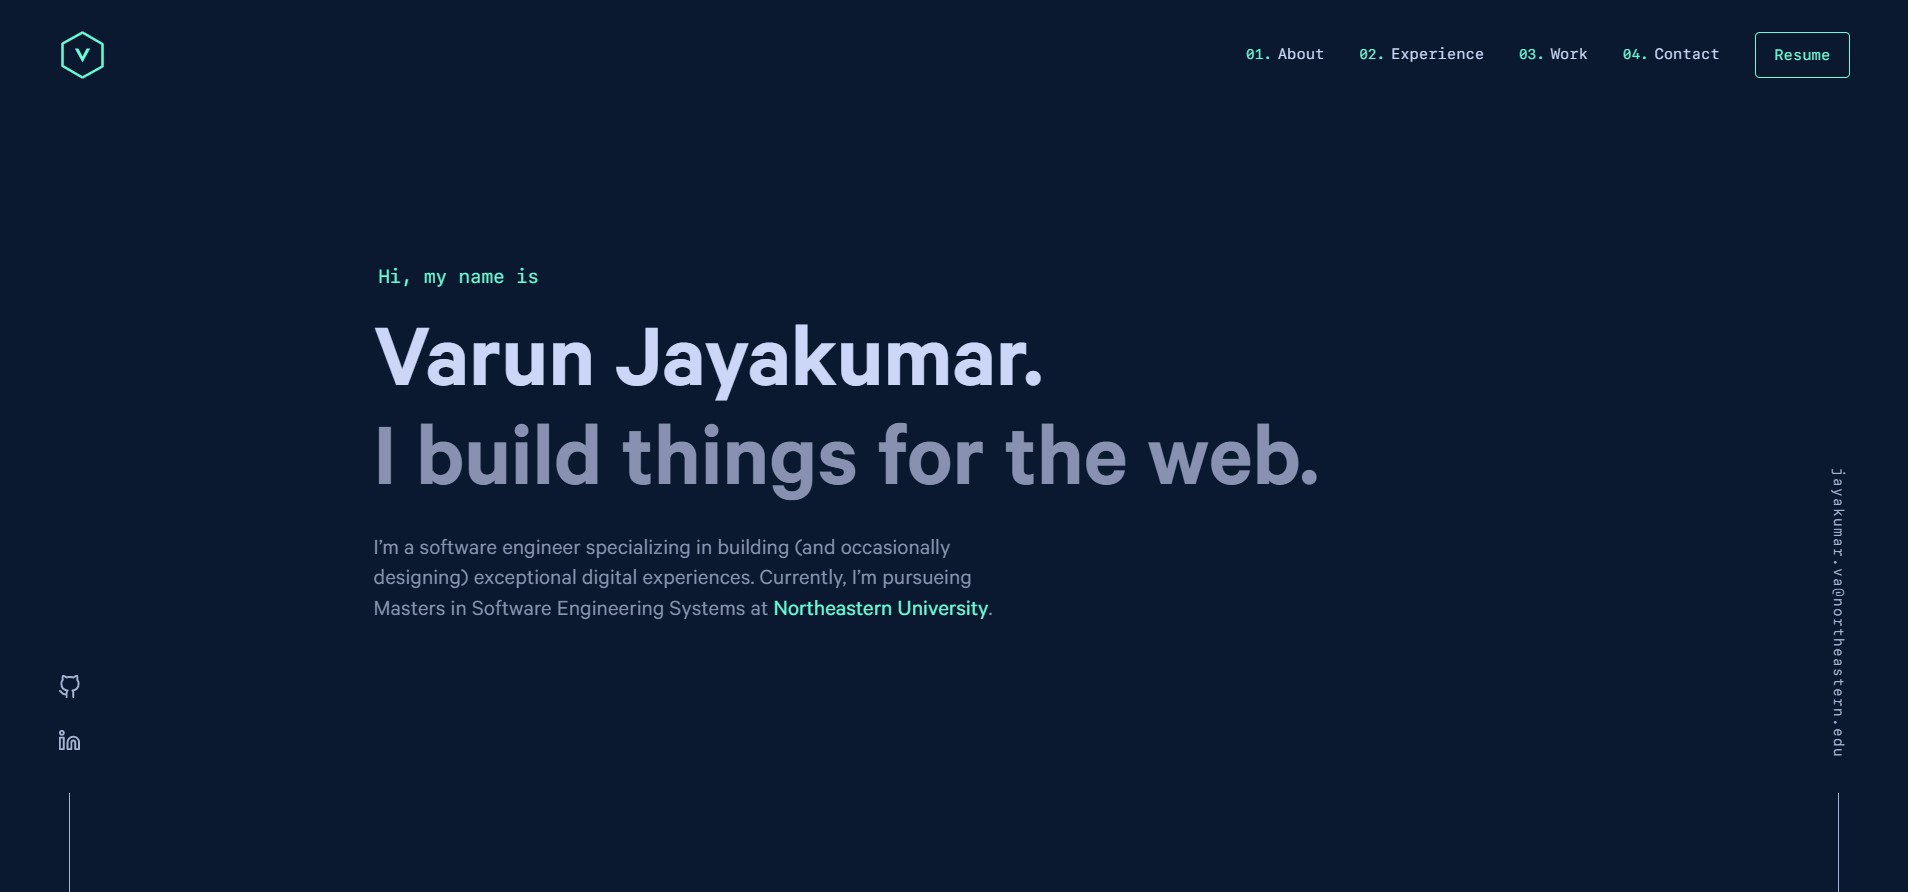 V
01. About
02. Experience
03. Work
04. Contact
Resume
Hi, my name is
Varun Jayakumar.
I build things for the web.
I’m a software engineer specializing in building (and occasionally
designing) exceptional digital experiences. Currently, I’m pursueing
Masters in Software Engineering Systems at Northeastern University.
in
jayakumar.va@northeastern.edu